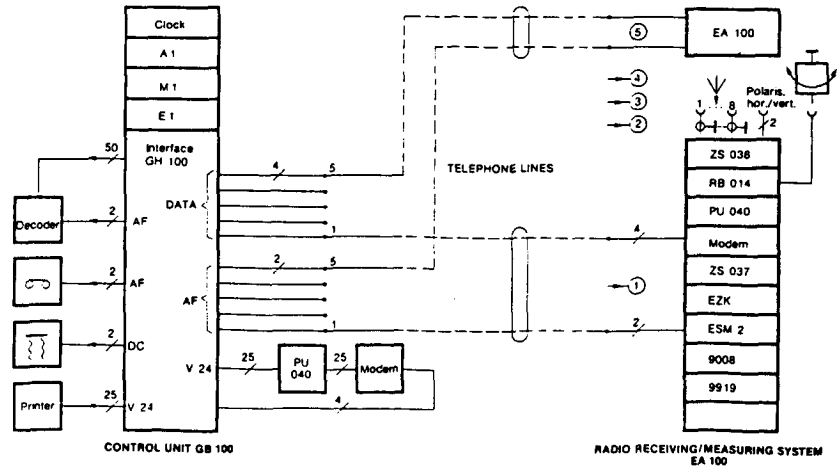 Clock
A 1
M 1
E 1
Interface
GH 100
50
Decoder
2
AF
2
AF
2
DC
Printer
25
V 24
DATA
4
5
1
AF
2
5
1
V 24
25
PU
040
25
Modem
4
CONTROL UNIT GB 100
TELEPHONE LINES
5
EA 100
4
3
2
1
8
Polaris.
hor./vert.
2
4
1
2
ZS 038
RB 014
PU 040
Modem
ZS 037
EZK
ESM 2
9008
9919
RADIO RECEIVING/MEASURING SYSTEM
EA 100